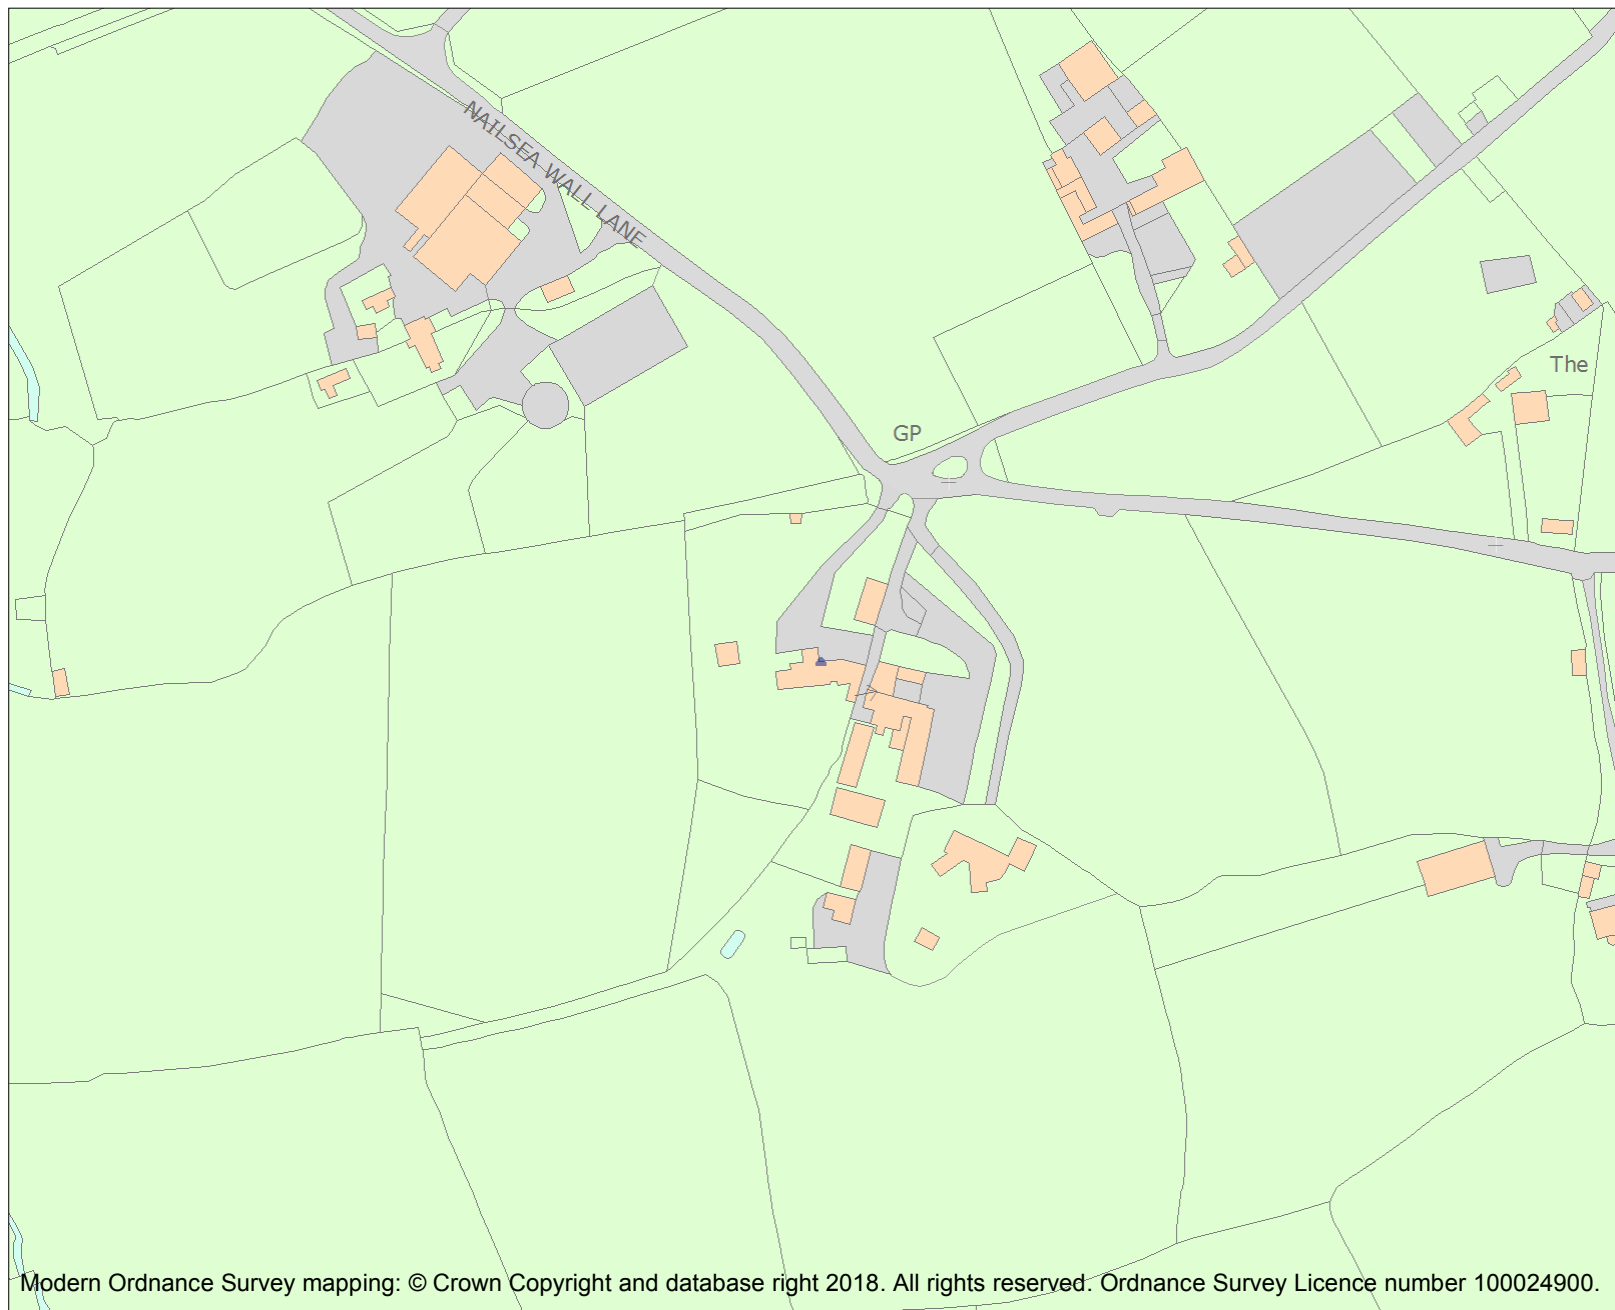 NAILSEA WALL LANE
The
GP
Modern Ordnance Survey mapping: © Crown Copyright and database right 2018. All rights reserved. Ordnance Survey Licence number 100024900.